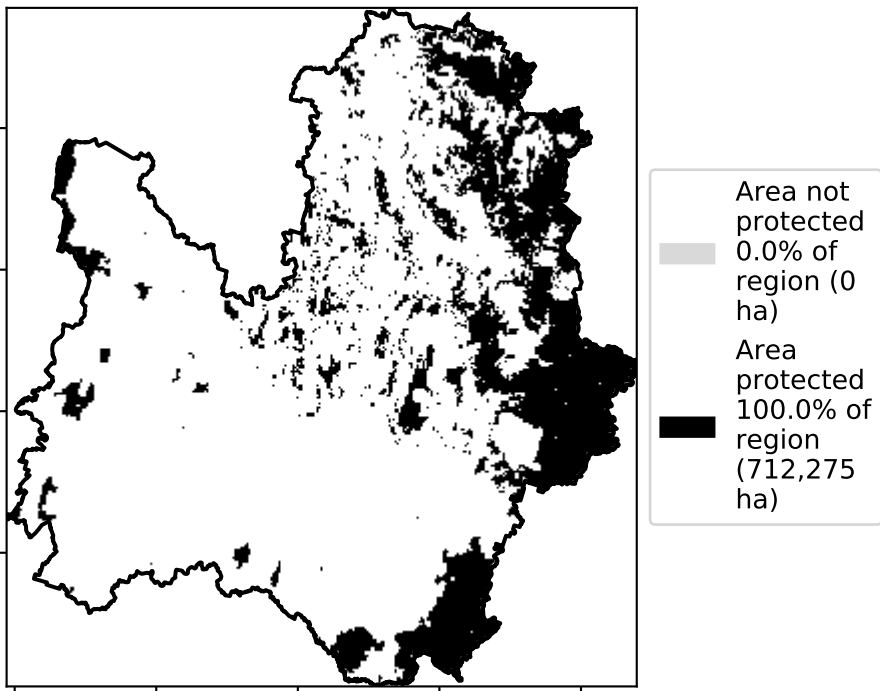 Area not
protected
0.0% of
region (0
ha)
Area
protected
100.0% of
region
(712,275
ha)